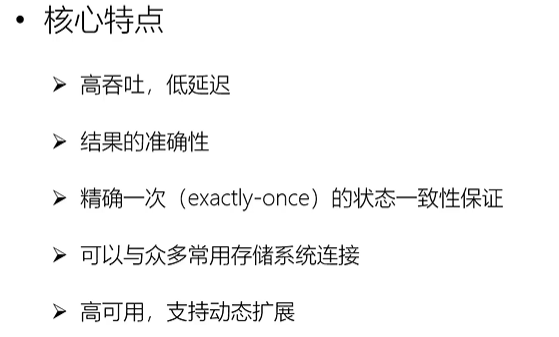 • 核心特点
➢ 高吞吐，低延迟
➢ 结果的准确性
➢ 精确一次（exactly-once）的状态一致性保证
➢ 可以与众多常用存储系统连接
➢ 高可用，支持动态扩展